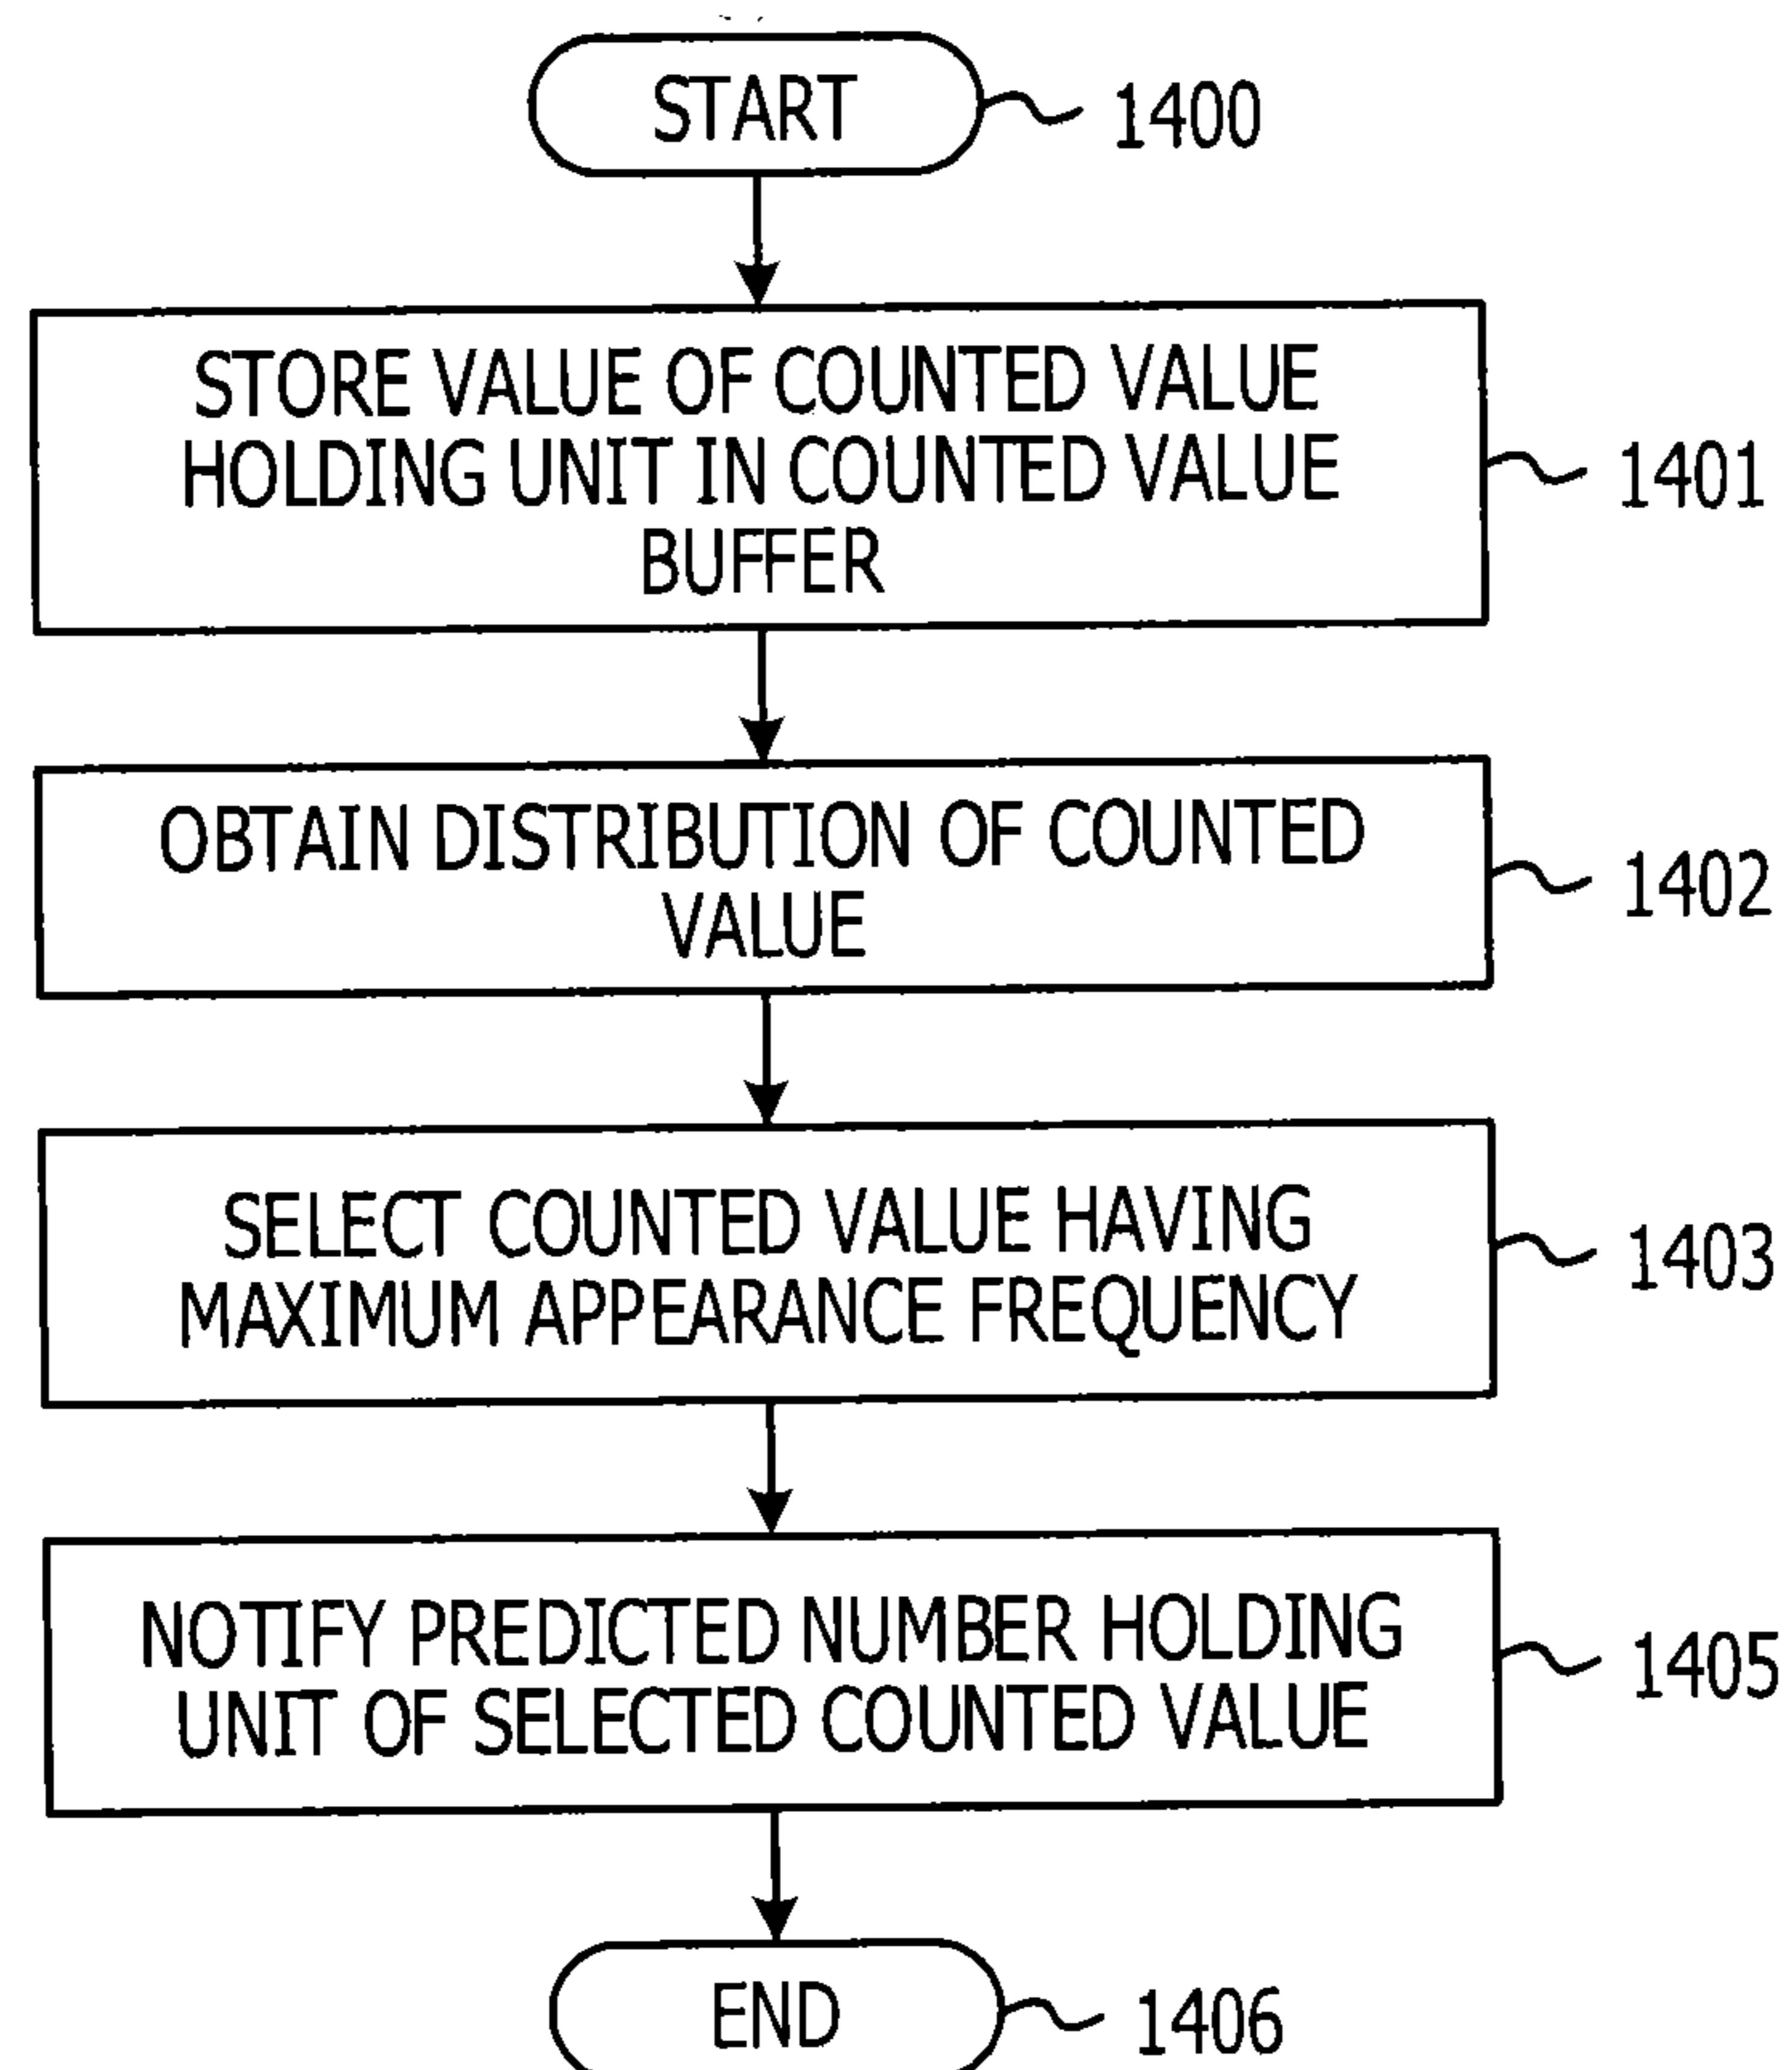 START
1400
STORE VALUE OF COUNTED VALUE
HOLDING UNIT IN COUNTED VALUE
BUFFER
1401
OBTAIN DISTRIBUTION OF COUNTED
VALUE
1402
SELECT COUNTED VALUE HAVING
MAXIMUM APPEARANCE FREQUENCY
1403
NOTIFY PREDICTED NUMBER HOLDING
UNIT OF SELECTED COUNTED VALUE
1405
END
1406